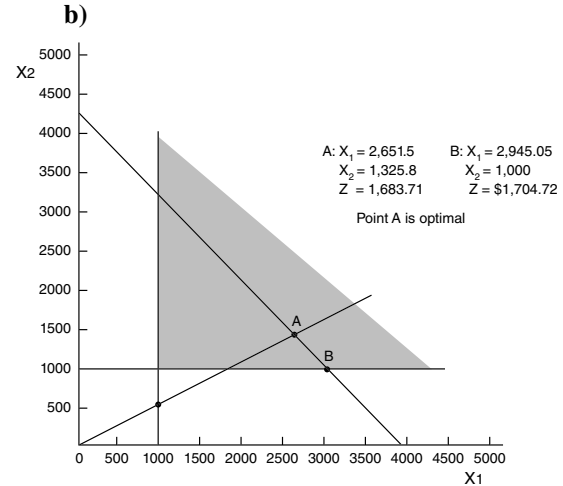 b)
5000
X2
4500
4000
3500
3000
2500
2000
1500
1000
500
A: X1 = 2,651.5 B: X1 = 2,945.05
X2 = 1,325.8 X2 = 1,000
Z = 1,683.71 Z = $1,704.72
Point A is optimal
A
B
0 500 1000 1500 2000 2500 3000 3500 4000 4500 5000
X1